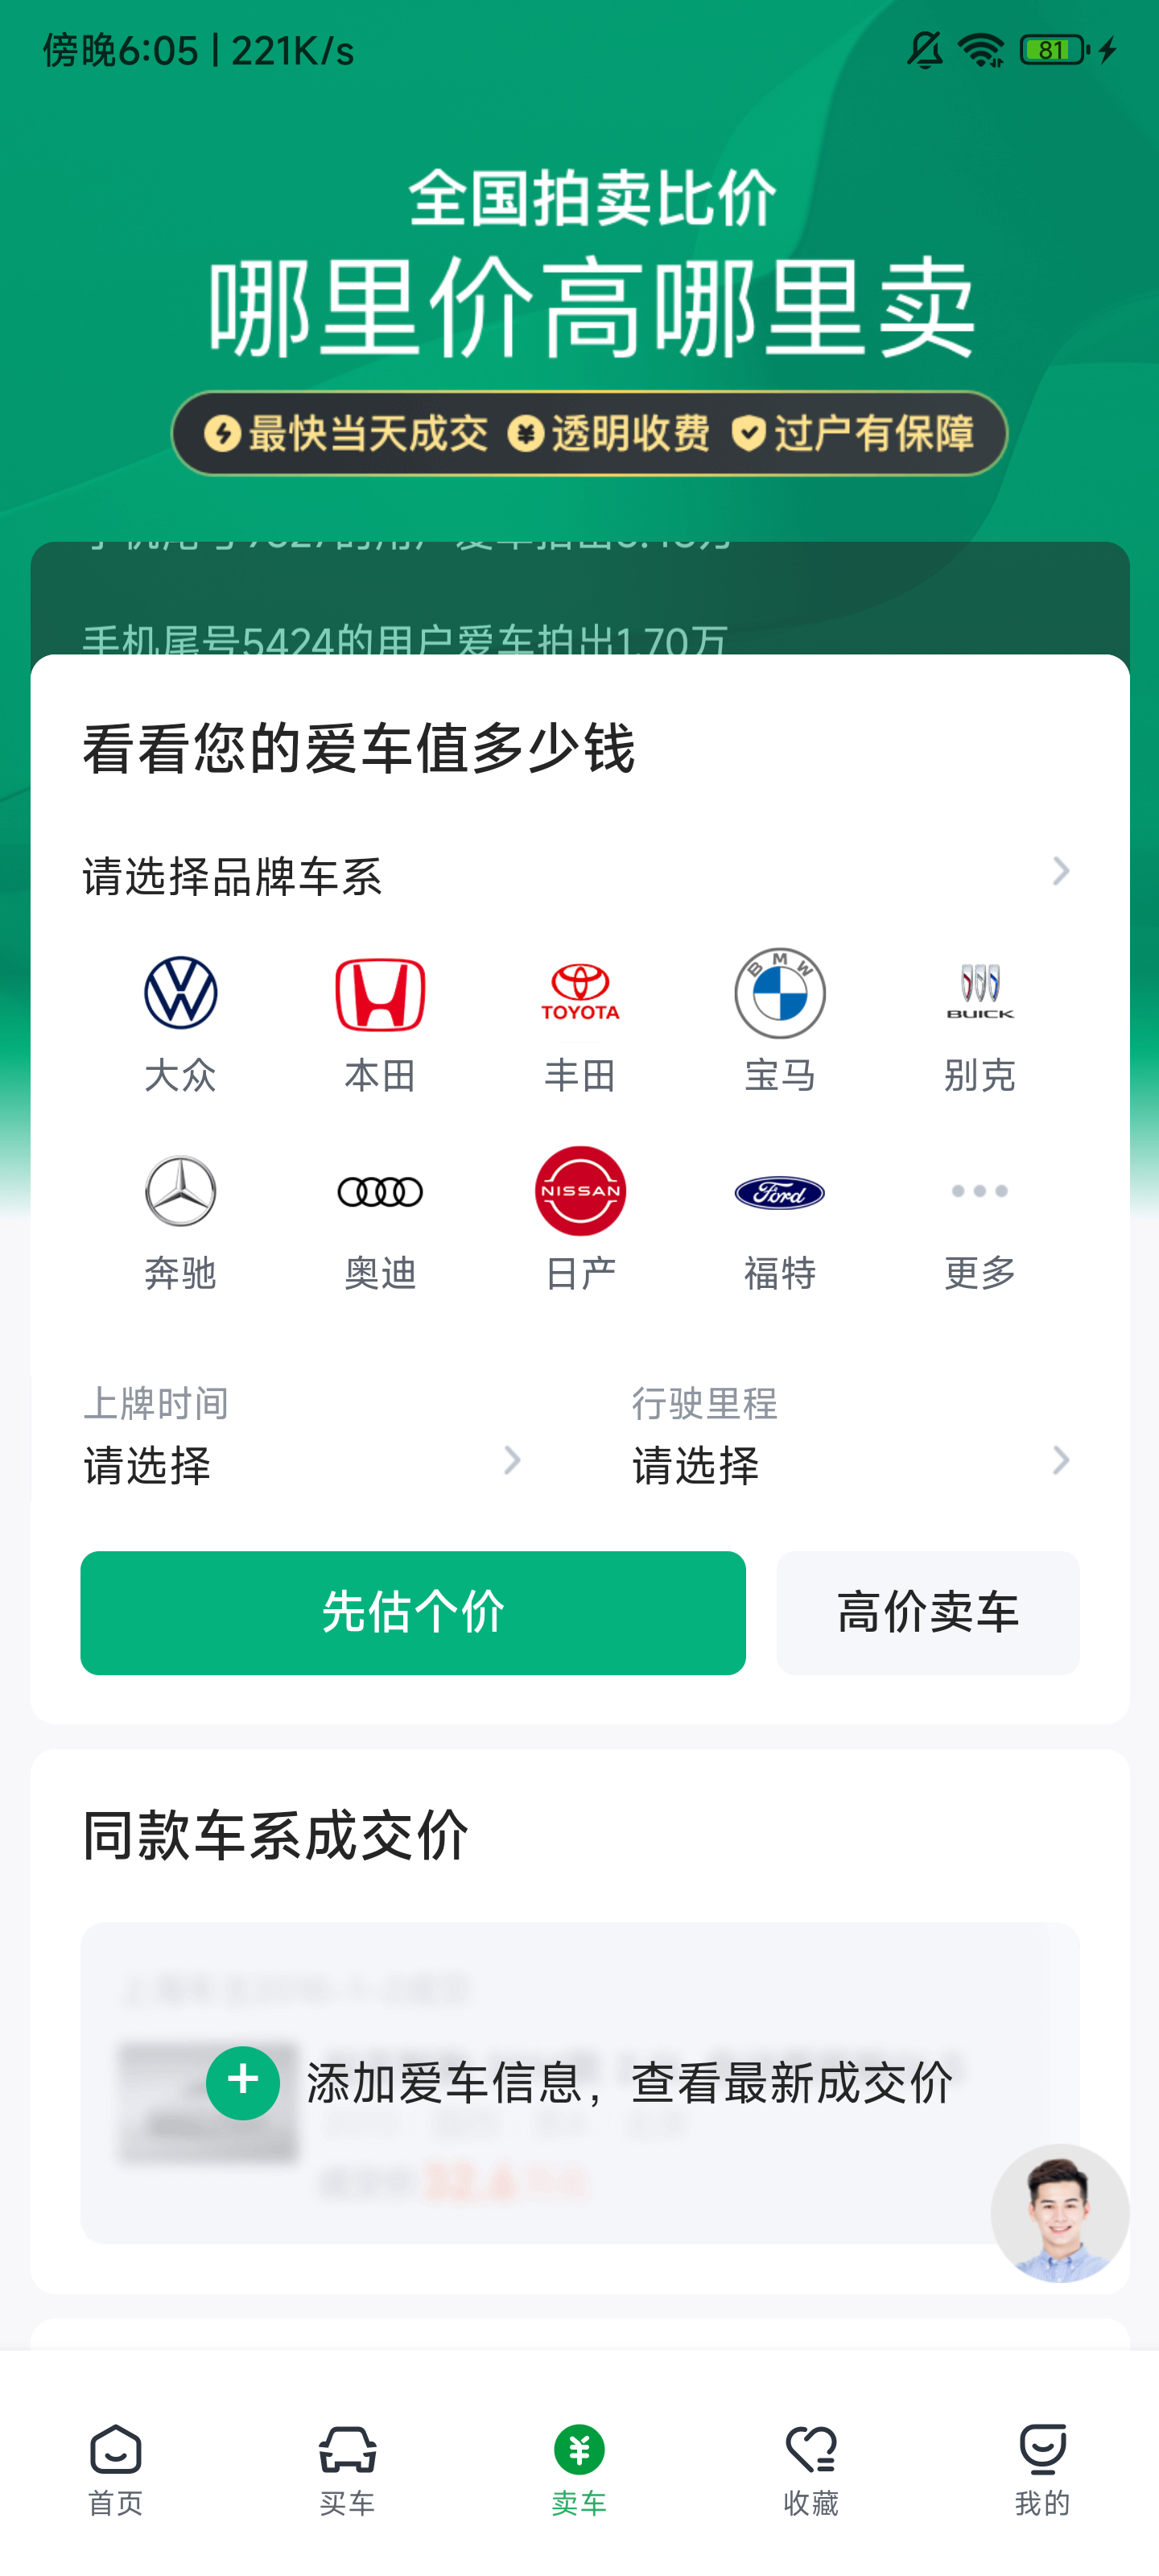 傍晚6:05 | 221K/s
81
全国拍卖比价
哪里价高哪里卖
最快当天成交 透明收费 过户有保障
手机尾号5424的用户爱车拍出1.70万
看看您的爱车值多少钱
请选择品牌车系
TOYOTA
BMW
BUICK
大众 本田 丰田 宝马 别克
NISSAN
Ford
奔驰 奥迪 日产 福特 更多
上牌时间 行驶里程
请选择 请选择
先估个价 高价卖车
同款车系成交价
添加爱车信息，查看最新成交价
首页 买车 卖车 收藏 我的